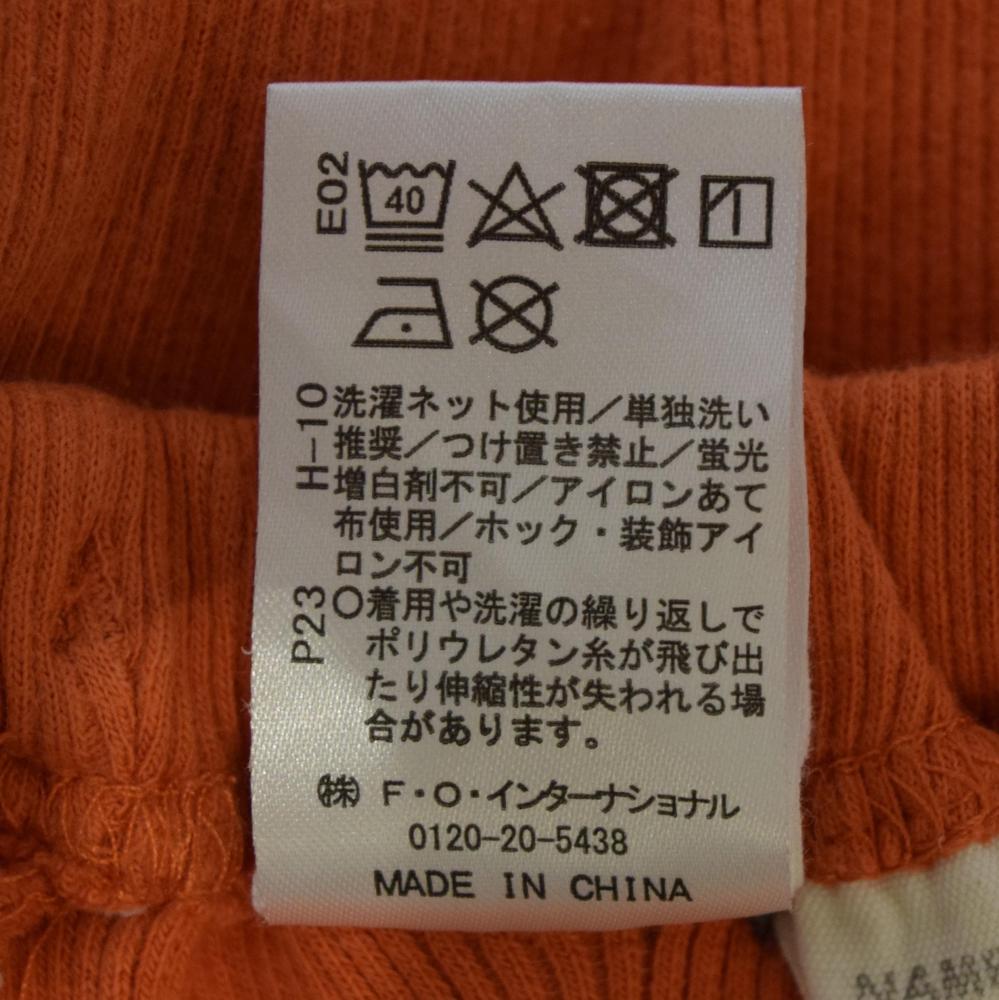 E02
40
H-10
洗濯ネット使用／単独洗い
推奨／つけ置き禁止／蛍光
増白剤不可／アイロンあて
布使用／ホック・装飾アイ
ロン不可
P23
○着用や洗濯の繰り返しで
ポリウレタン糸が飛び出
たり伸縮性が失われる場
合があります。
㈱ F・O・インターナショナル
0120-20-5438
MADE IN CHINA